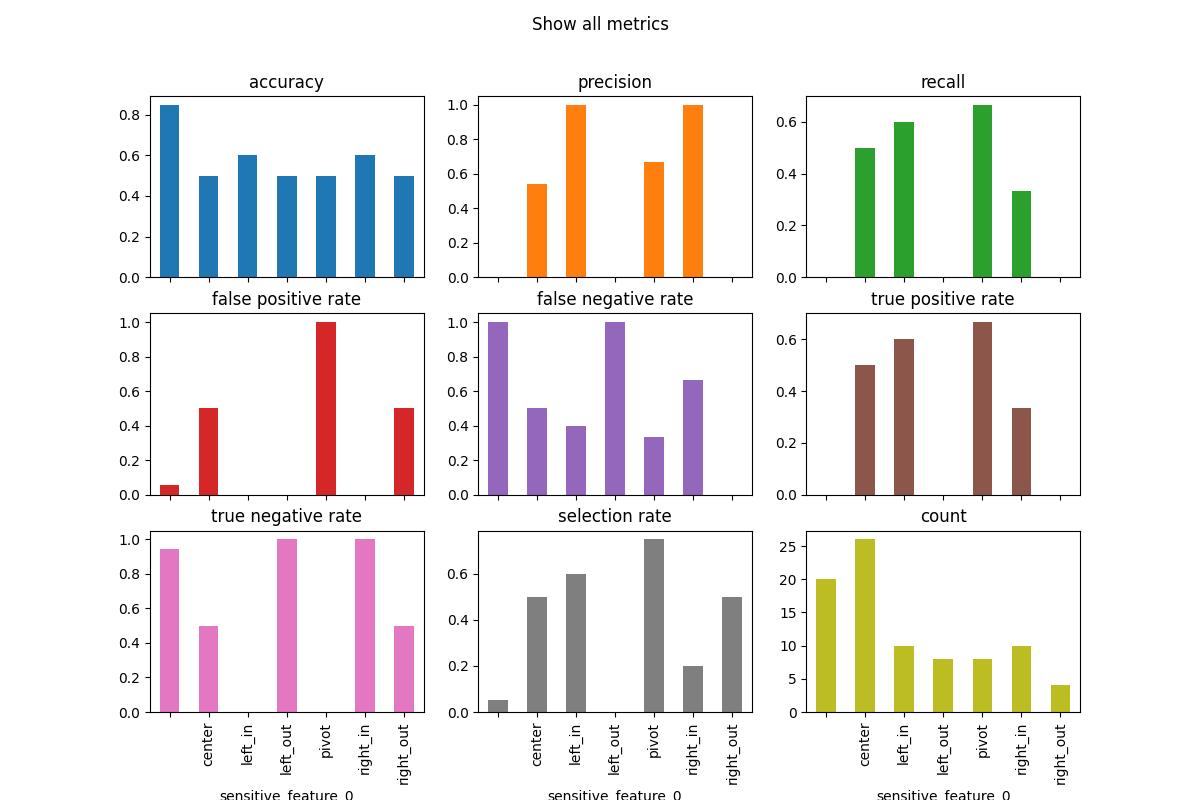 Show all metrics
accuracy
0.8
0.6
0.4
0.2
0.0
precision
1.0
0.8
0.6
0.4
0.2
0.0
recall
0.6
0.4
0.2
0.0
false positive rate
1.0
0.8
0.6
0.4
0.2
0.0
false negative rate
1.0
0.8
0.6
0.4
0.2
0.0
true positive rate
0.6
0.4
0.2
0.0
true negative rate
1.0
0.8
0.6
0.4
0.2
0.0
center
left_in
left_out
pivot
right_in
right_out
sensitive_feature_0
selection rate
0.6
0.4
0.2
0.0
center
left_in
left_out
pivot
right_in
right_out
sensitive_feature_0
count
25
20
15
10
5
0
center
left_in
left_out
pivot
right_in
right_out
sensitive_feature_0